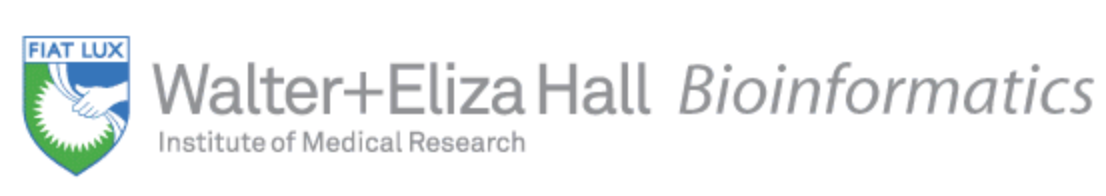 FIAT LUX
Walter+Eliza Hall Bioinformatics
Institute of Medical Research